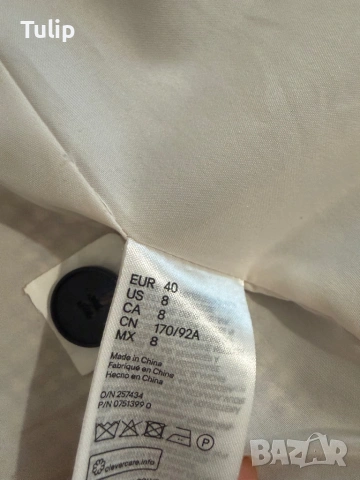 Tulip
EUR 40
US 8
CA 8
CN 170/92A
MX 8
Made in China
Fabriqué en Chine
Hecho en China
D/N 257434
P/N 0751399 0
P
clevercare.info
BAZAR